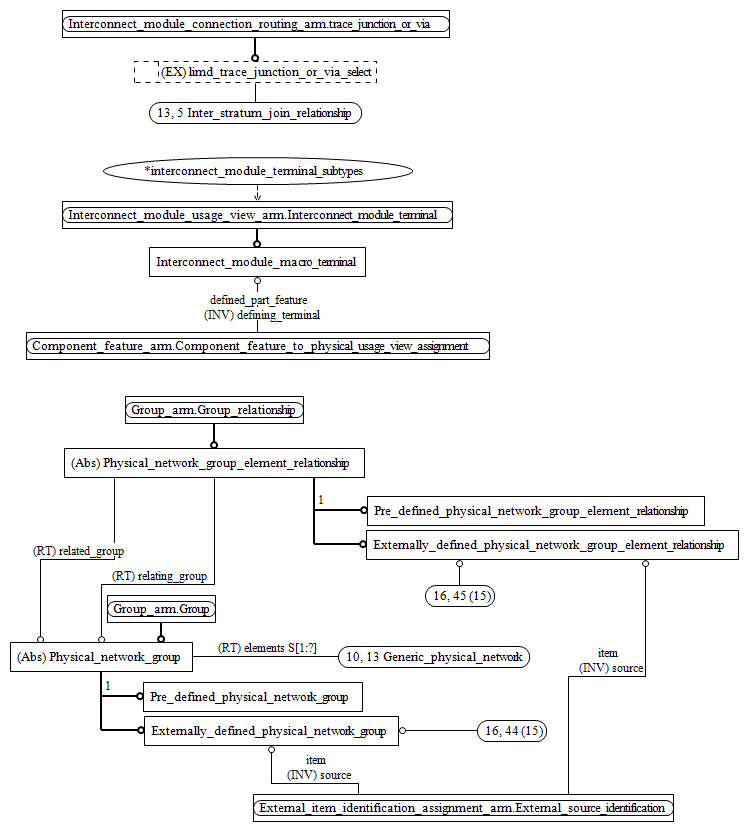 Interconnect_module_connection_routing_arm.trace_junction_or_via
(EX) limd_trace_junction_or_via_select
13, 5 Inter_stratum_join_relationship
*interconnect_module_terminal_subtypes
Interconnect_module_usage_view_arm.Interconnect_module_terminal
Interconnect_module_macro_terminal
defined_part_feature
(INV) defining_terminal
Component_feature_arm.Component_feature_to_physical_usage_view_assignment
Group_arm.Group_relationship
(Abs) Physical_network_group_element_relationship
1
Pre_defined_physical_network_group_element_relationship
Externally_defined_physical_network_group_element_relationship
(RT) related_group
(RT) relating_group
16, 45 (15)
Group_arm.Group
(Abs) Physical_network_group
(RT) elements S[1:?]
10, 13 Generic_physical_network
item
(INV) source
1
Pre_defined_physical_network_group
Externally_defined_physical_network_group
16, 44 (15)
item
(INV) source
External_item_identification_assignment_arm.External_source_identification